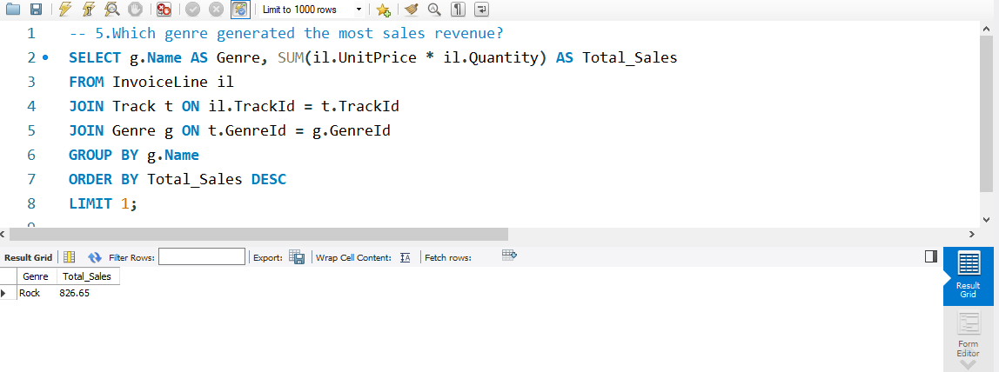 Limit to 1000 rows
1 -- 5.Which genre generated the most sales revenue?
2 SELECT g.Name AS Genre, SUM(il.UnitPrice * il.Quantity) AS Total_Sales
3 FROM InvoiceLine il
4 JOIN Track t ON il.TrackId = t.TrackId
5 JOIN Genre g ON t.GenreId = g.GenreId
6 GROUP BY g.Name
7 ORDER BY Total_Sales DESC
8 LIMIT 1;
Result Grid Filter Rows: Export: Wrap Cell Content: Fetch rows:
Genre Total_Sales
Rock 826.65
Result
Grid
Form
Editor